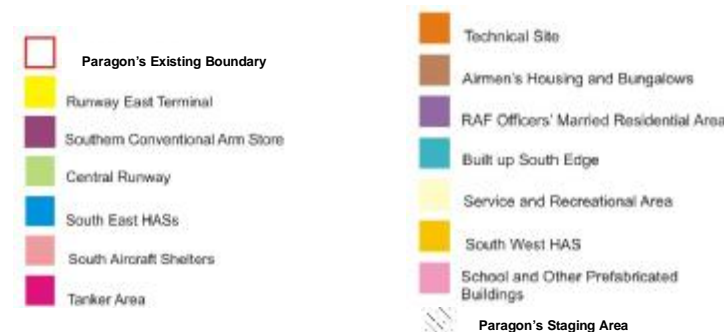 Paragon's Existing Boundary
Runway East Terminal
Southern Conventional Arm Store
Central Runway
South East HASs
South Aircraft Shelters
Tanker Area
Technical Site
Airmen's Housing and Bungalows
RAF Officers' Married Residential Area
Built up South Edge
Service and Recreational Area
South West HAS
School and Other Prefabricated
Buildings
Paragon's Staging Area